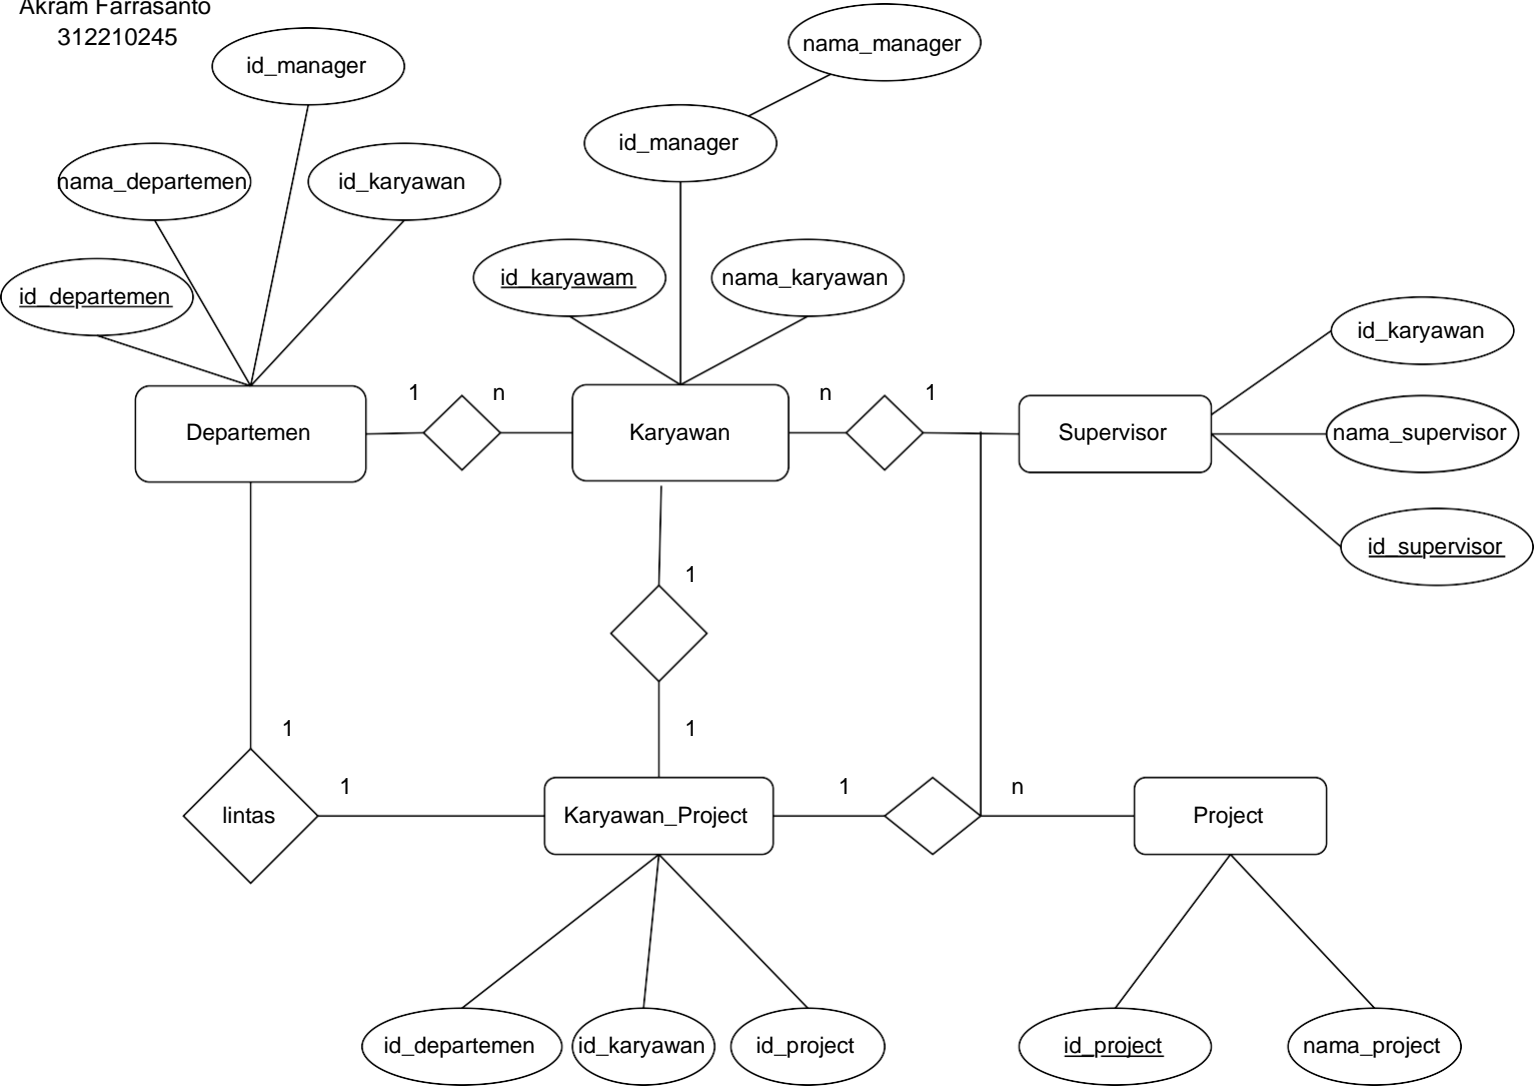 Akram Farrasanto
312210245
id_manager
nama_manager
id_manager
nama_departemen
id_karyawan
id_karyawam
nama_karyawan
id_departemen
id_karyawan
1
n
n
1
Departemen
Karyawan
Supervisor
nama_supervisor
id_supervisor
1
1
1
1
1
n
lintas
Karyawan_Project
Project
id_departemen
id_karyawan
id_project
id_project
nama_project